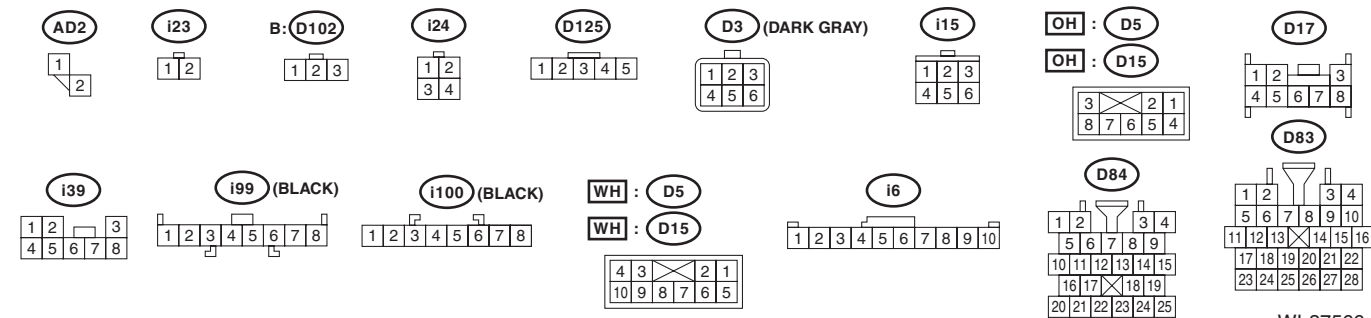 AD2 i23 B: D102 i24 D125 D3 (DARK GRAY) i15 OH : D5 D17
OH : D15
1
2
1 2
1 2 3
1 2
3 4
1 2 3 4 5
1 2 3
4 5 6
1 2 3
4 5 6
3 2 1
8 7 6 5 4
1 2 3
4 5 6 7 8
i39 i99 (BLACK) i100 (BLACK) WH : D5 i6 D84 D83
WH : D15
1 2 3
4 5 6 7 8
1 2 3 4 5 6 7 8
1 2 3 4 5 6 7 8
4 3 2 1
10 9 8 7 6 5
1 2 3 4 5 6 7 8 9 10
1 2 3 4
5 6 7 8 9
10 11 12 13 14 15
16 17 18 19
20 21 22 23 24 25
1 2 3 4
5 6 7 8 9 10
11 12 13 14 15 16
17 18 19 20 21 22
23 24 25 26 27 28